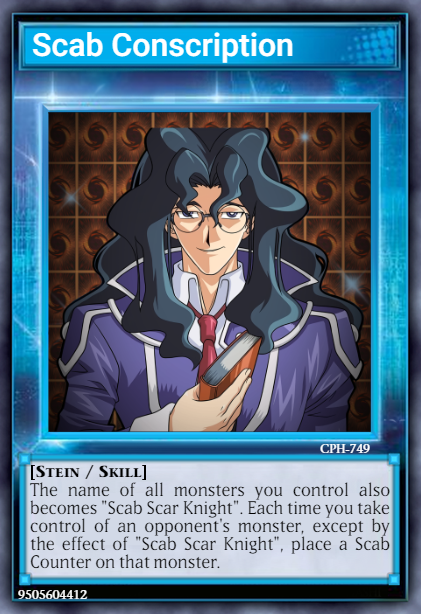 Scab Conscription
CPH-749
[Stein / Skill]
The name of all monsters you control also
becomes "Scab Scar Knight". Each time you take
control of an opponent's monster, except by
the effect of "Scab Scar Knight", place a Scab
Counter on that monster.
9505604412